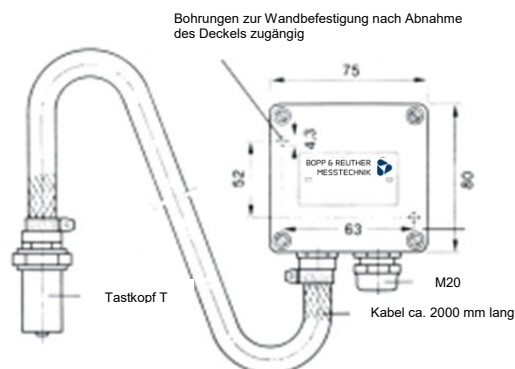 Bohrungen zur Wandbefestigung nach Abnahme
des Deckels zugängig
75
4,3
BOPP & REUTHER
MESSTECHNIK
52
80
63
M20
Tastkopf T
Kabel ca. 2000 mm lang